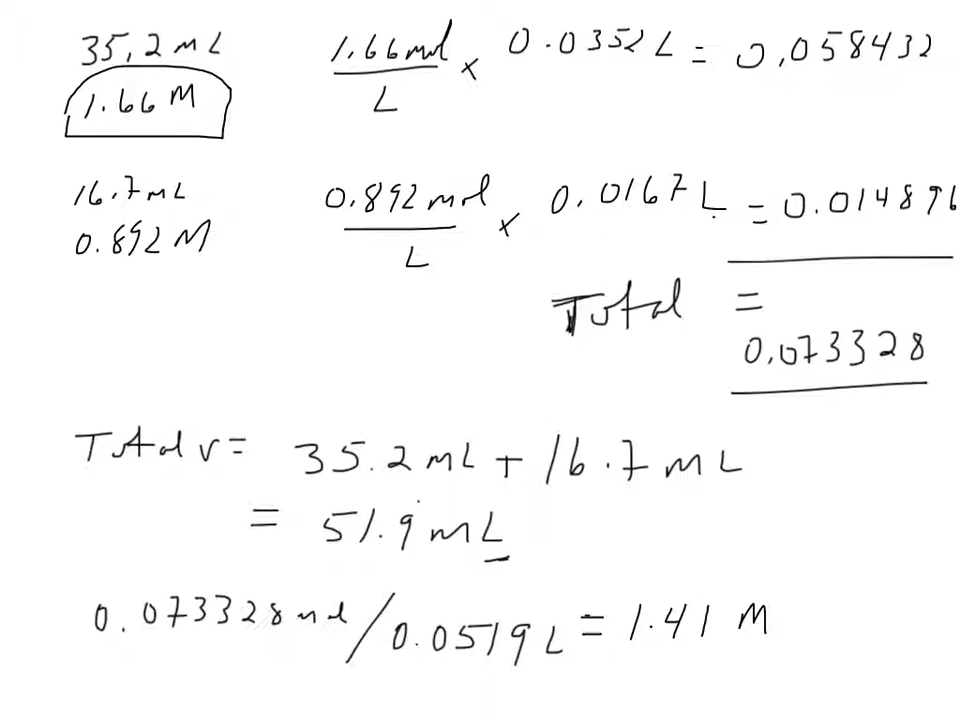 35.2 mL 1.66 mol / L × 0.0352 L = 0.058432
1.66 M
16.7 mL 0.892 mol / L × 0.0167 L = 0.014896
0.892 M
Total =
0.073328
Total V = 35.2 mL + 16.7 mL
= 51.9 mL
0.073328 mol / 0.0519 L = 1.41 M